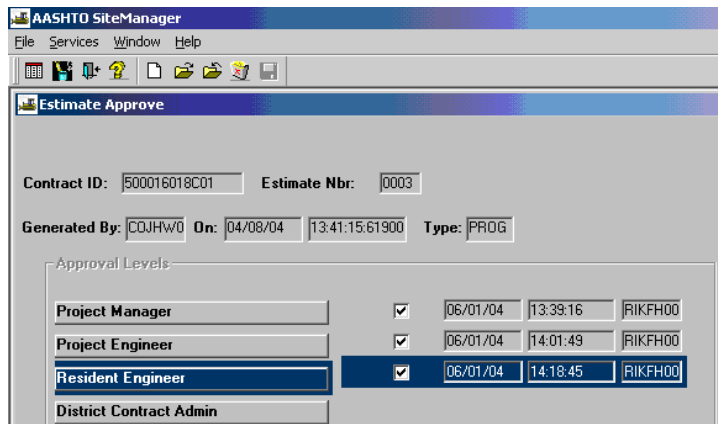 AASHTO SiteManager
File Services Window Help
Estimate Approve
Contract ID: 500016018C01 Estimate Nbr: 0003
Generated By: COJHW0 On: 04/08/04 13:41:15:61900 Type: PROG
Approval Levels
Project Manager 06/01/04 13:39:16 RIKFH00
Project Engineer 06/01/04 14:01:49 RIKFH00
Resident Engineer 06/01/04 14:18:45 RIKFH00
District Contract Admin